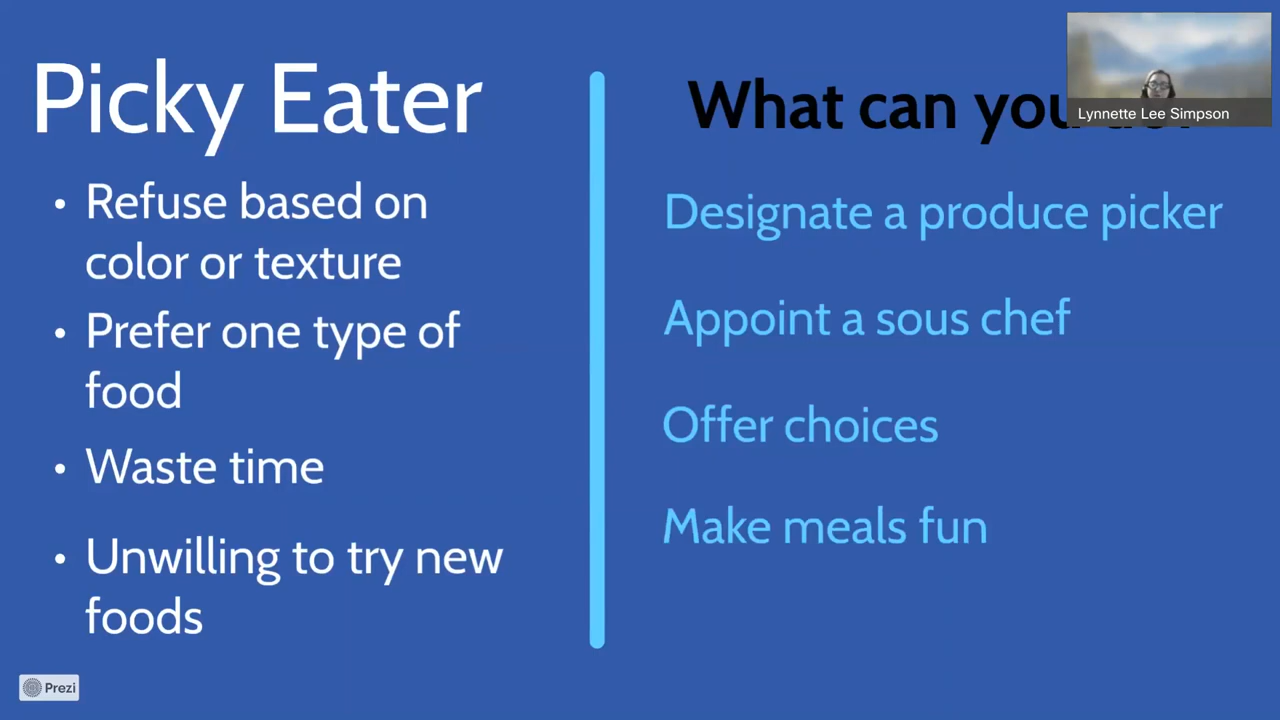 Picky Eater
• Refuse based on
color or texture
• Prefer one type of
food
• Waste time
• Unwilling to try new
foods
What can you
Designate a produce picker
Appoint a sous chef
Offer choices
Make meals fun
Lynnette Lee Simpson
Prezi